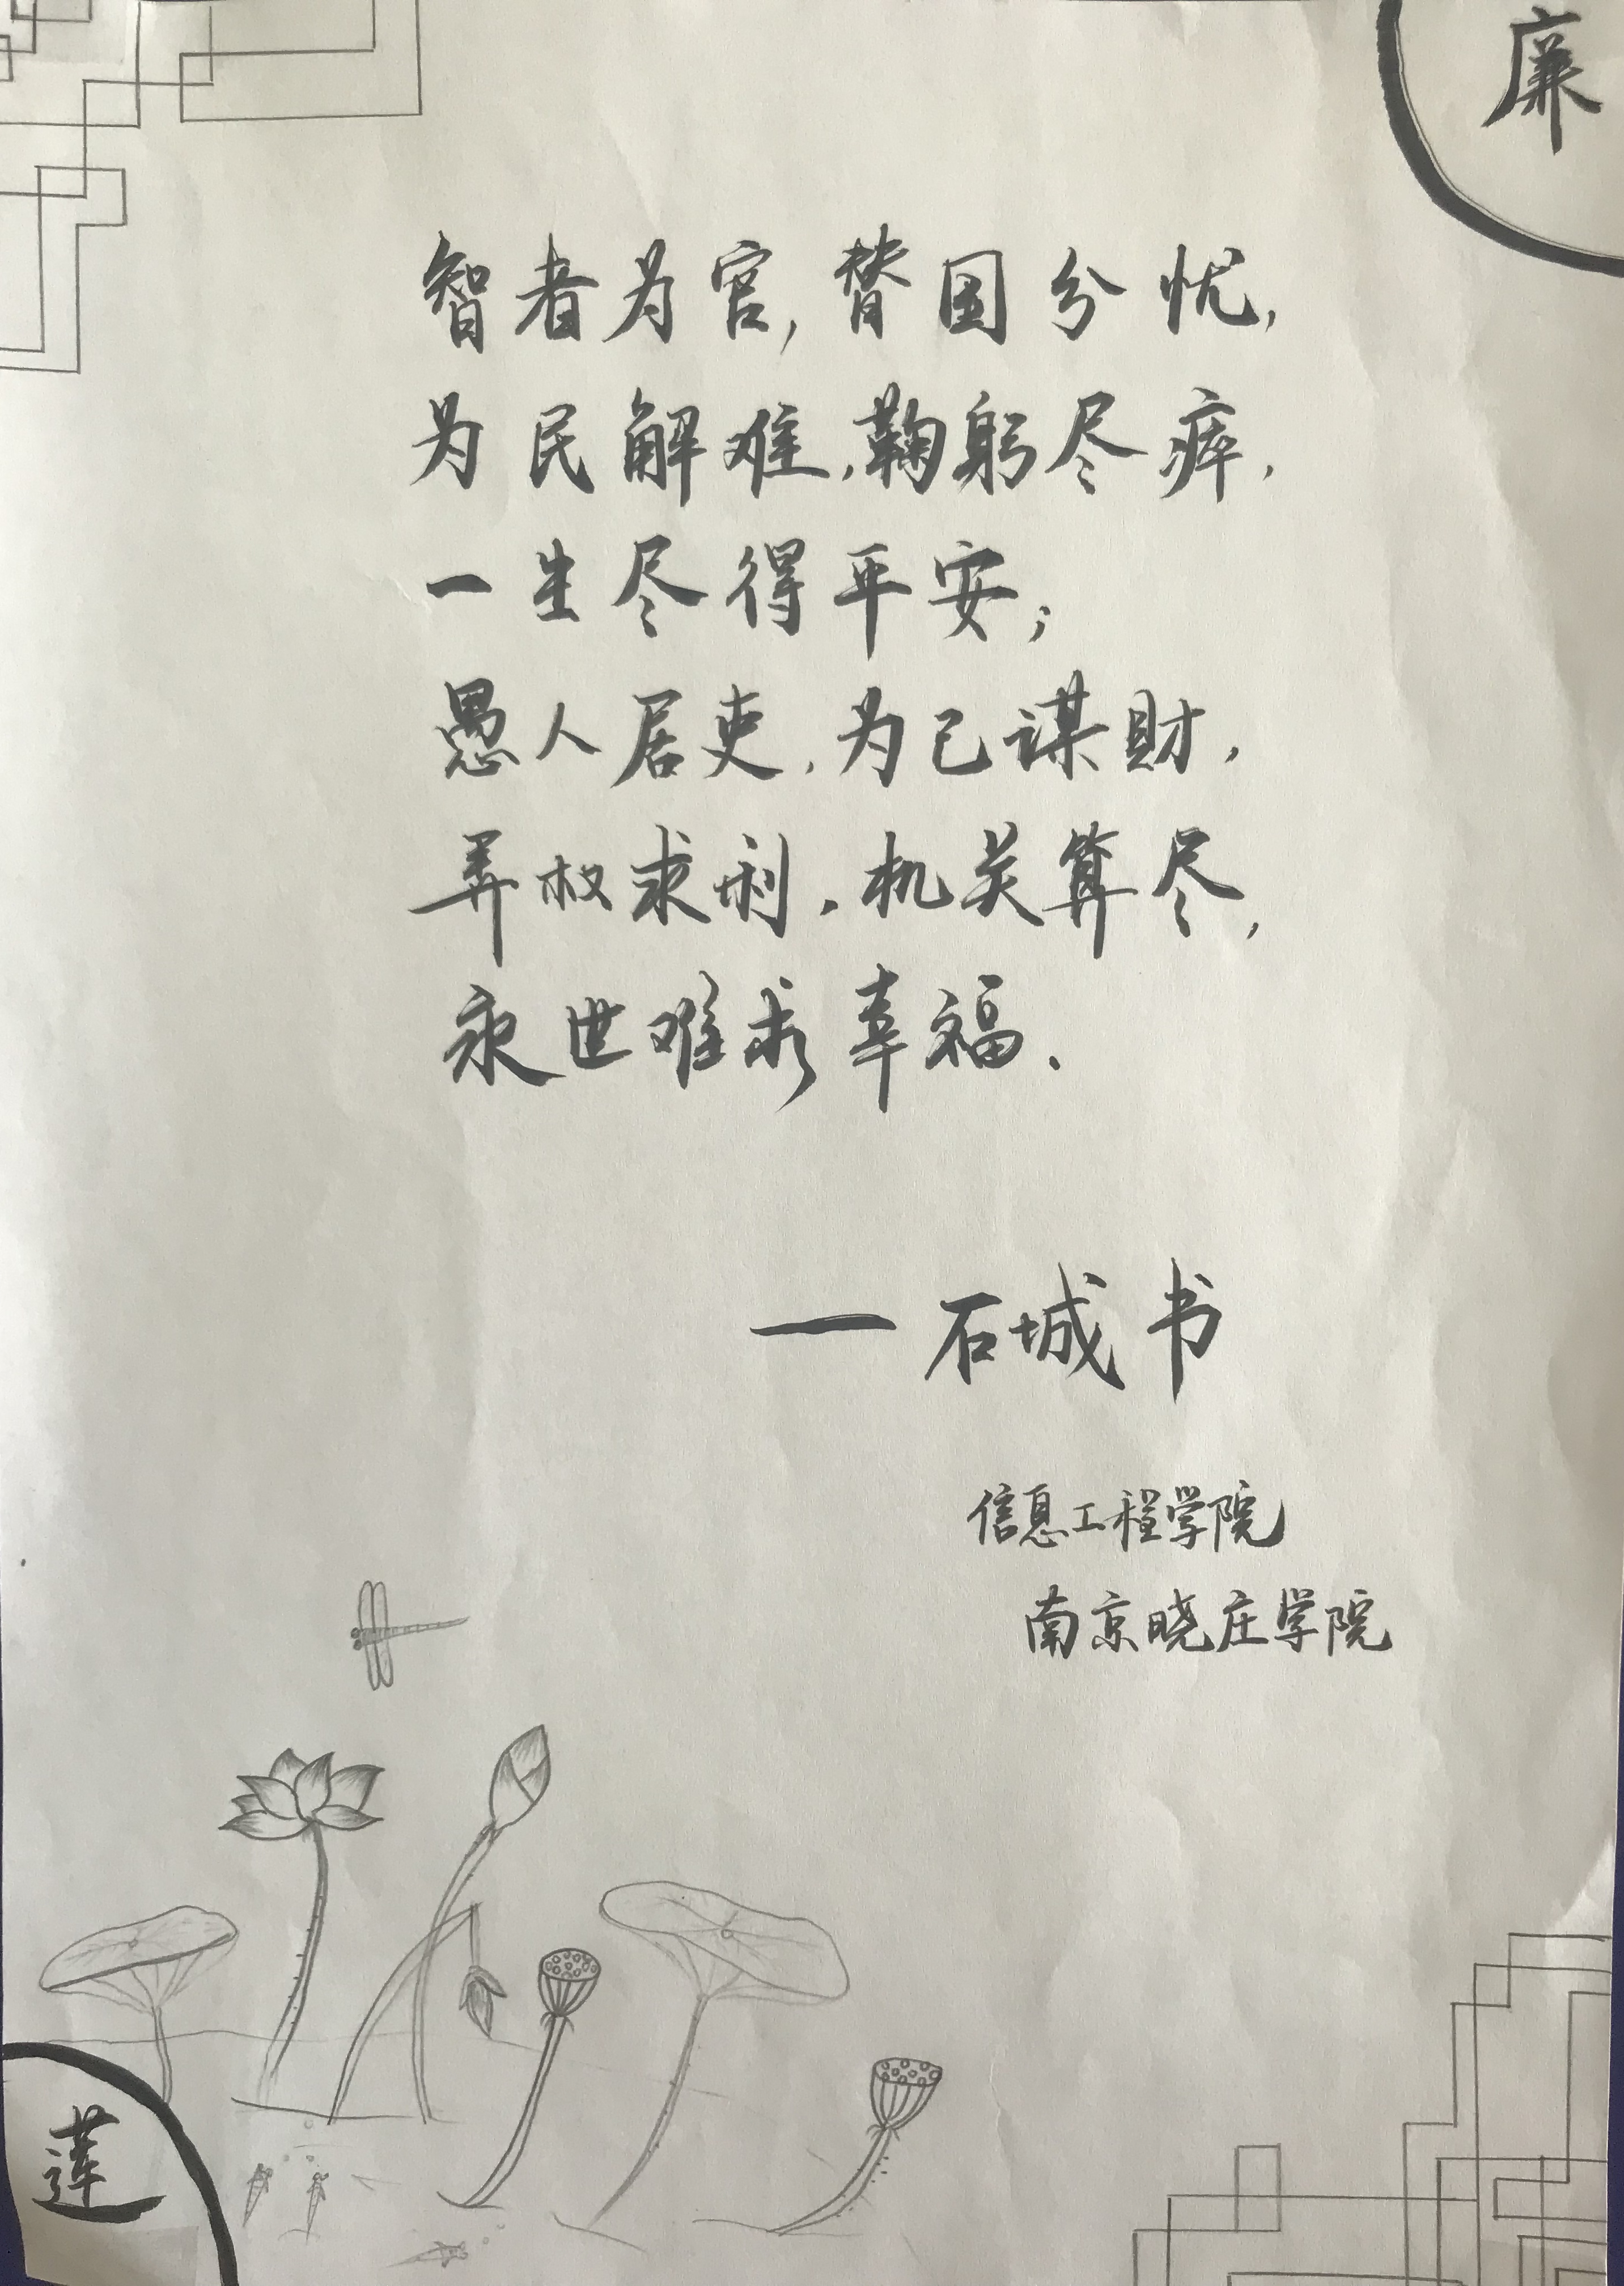 廉
智者为官,替国分忧,
为民解难,鞠躬尽瘁,
一生尽得平安;
愚人居吏,为己谋财,
弄权求利,机关算尽,
永世难求幸福.
—石城书
信息工程学院
南京晓庄学院
莲